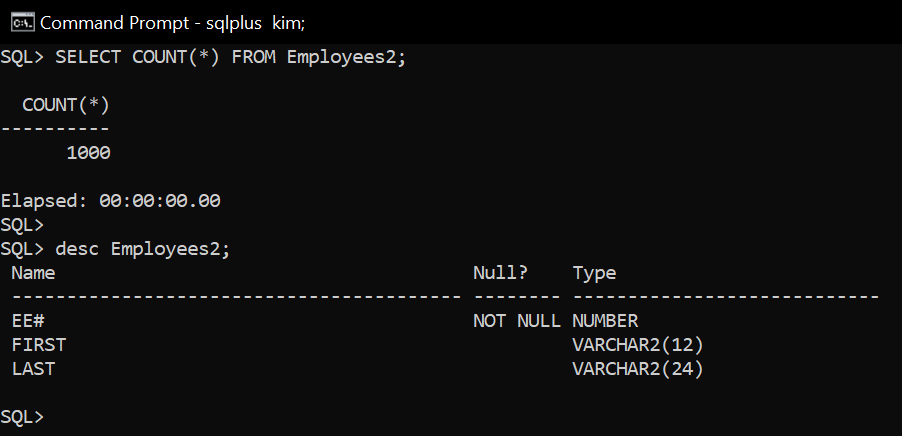 Command Prompt - sqlplus  kim;
SQL> SELECT COUNT(*) FROM Employees2;
  COUNT(*)
----------
      1000
Elapsed: 00:00:00.00
SQL>
SQL> desc Employees2;
 Name                                      Null?    Type
 ----------------------------------------- -------- ----------------------------
 EE#                                       NOT NULL NUMBER
 FIRST                                              VARCHAR2(12)
 LAST                                               VARCHAR2(24)
SQL>